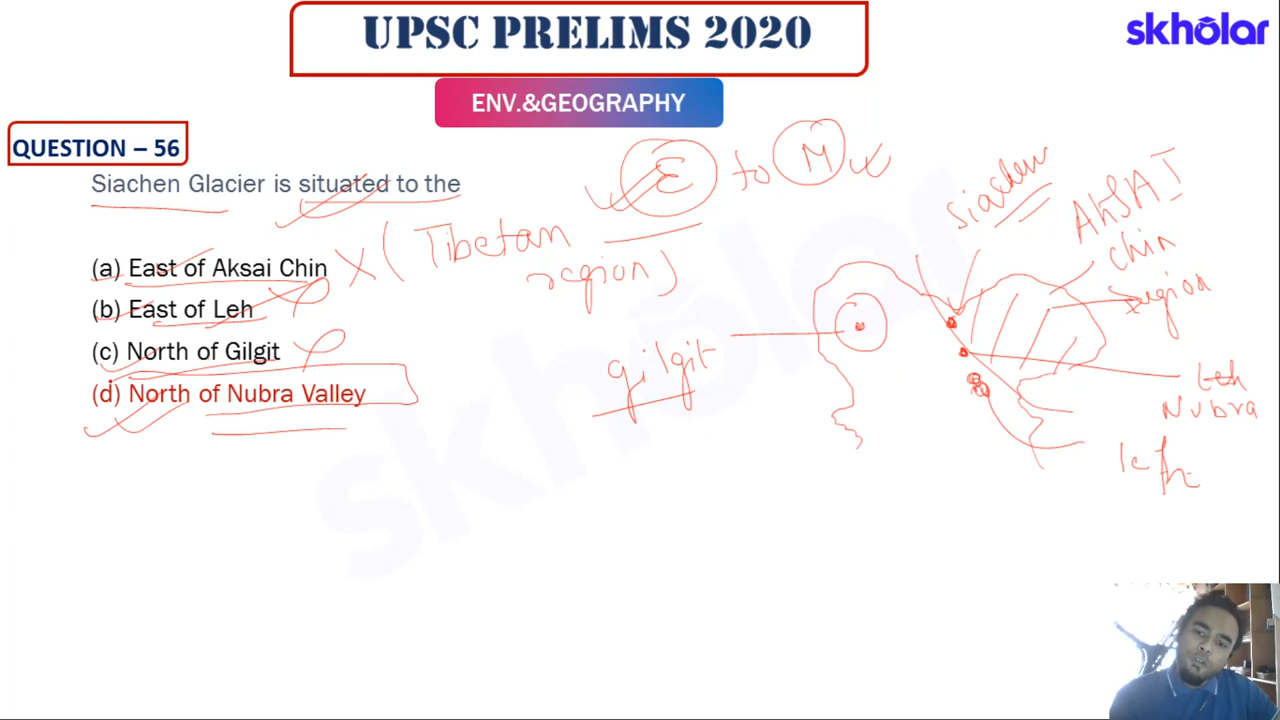 UPSC PRELIMS 2020
skholar
ENV.&GEOGRAPHY
QUESTION – 56
Siachen Glacier is situated to the
(a) East of Aksai Chin
(b) East of Leh
(c) North of Gilgit
(d) North of Nubra Valley
E to M
X (Tibetan
region)
siachen
AKSAI
Chin
region
gilgit
Leh
Nubra
leh
skholar